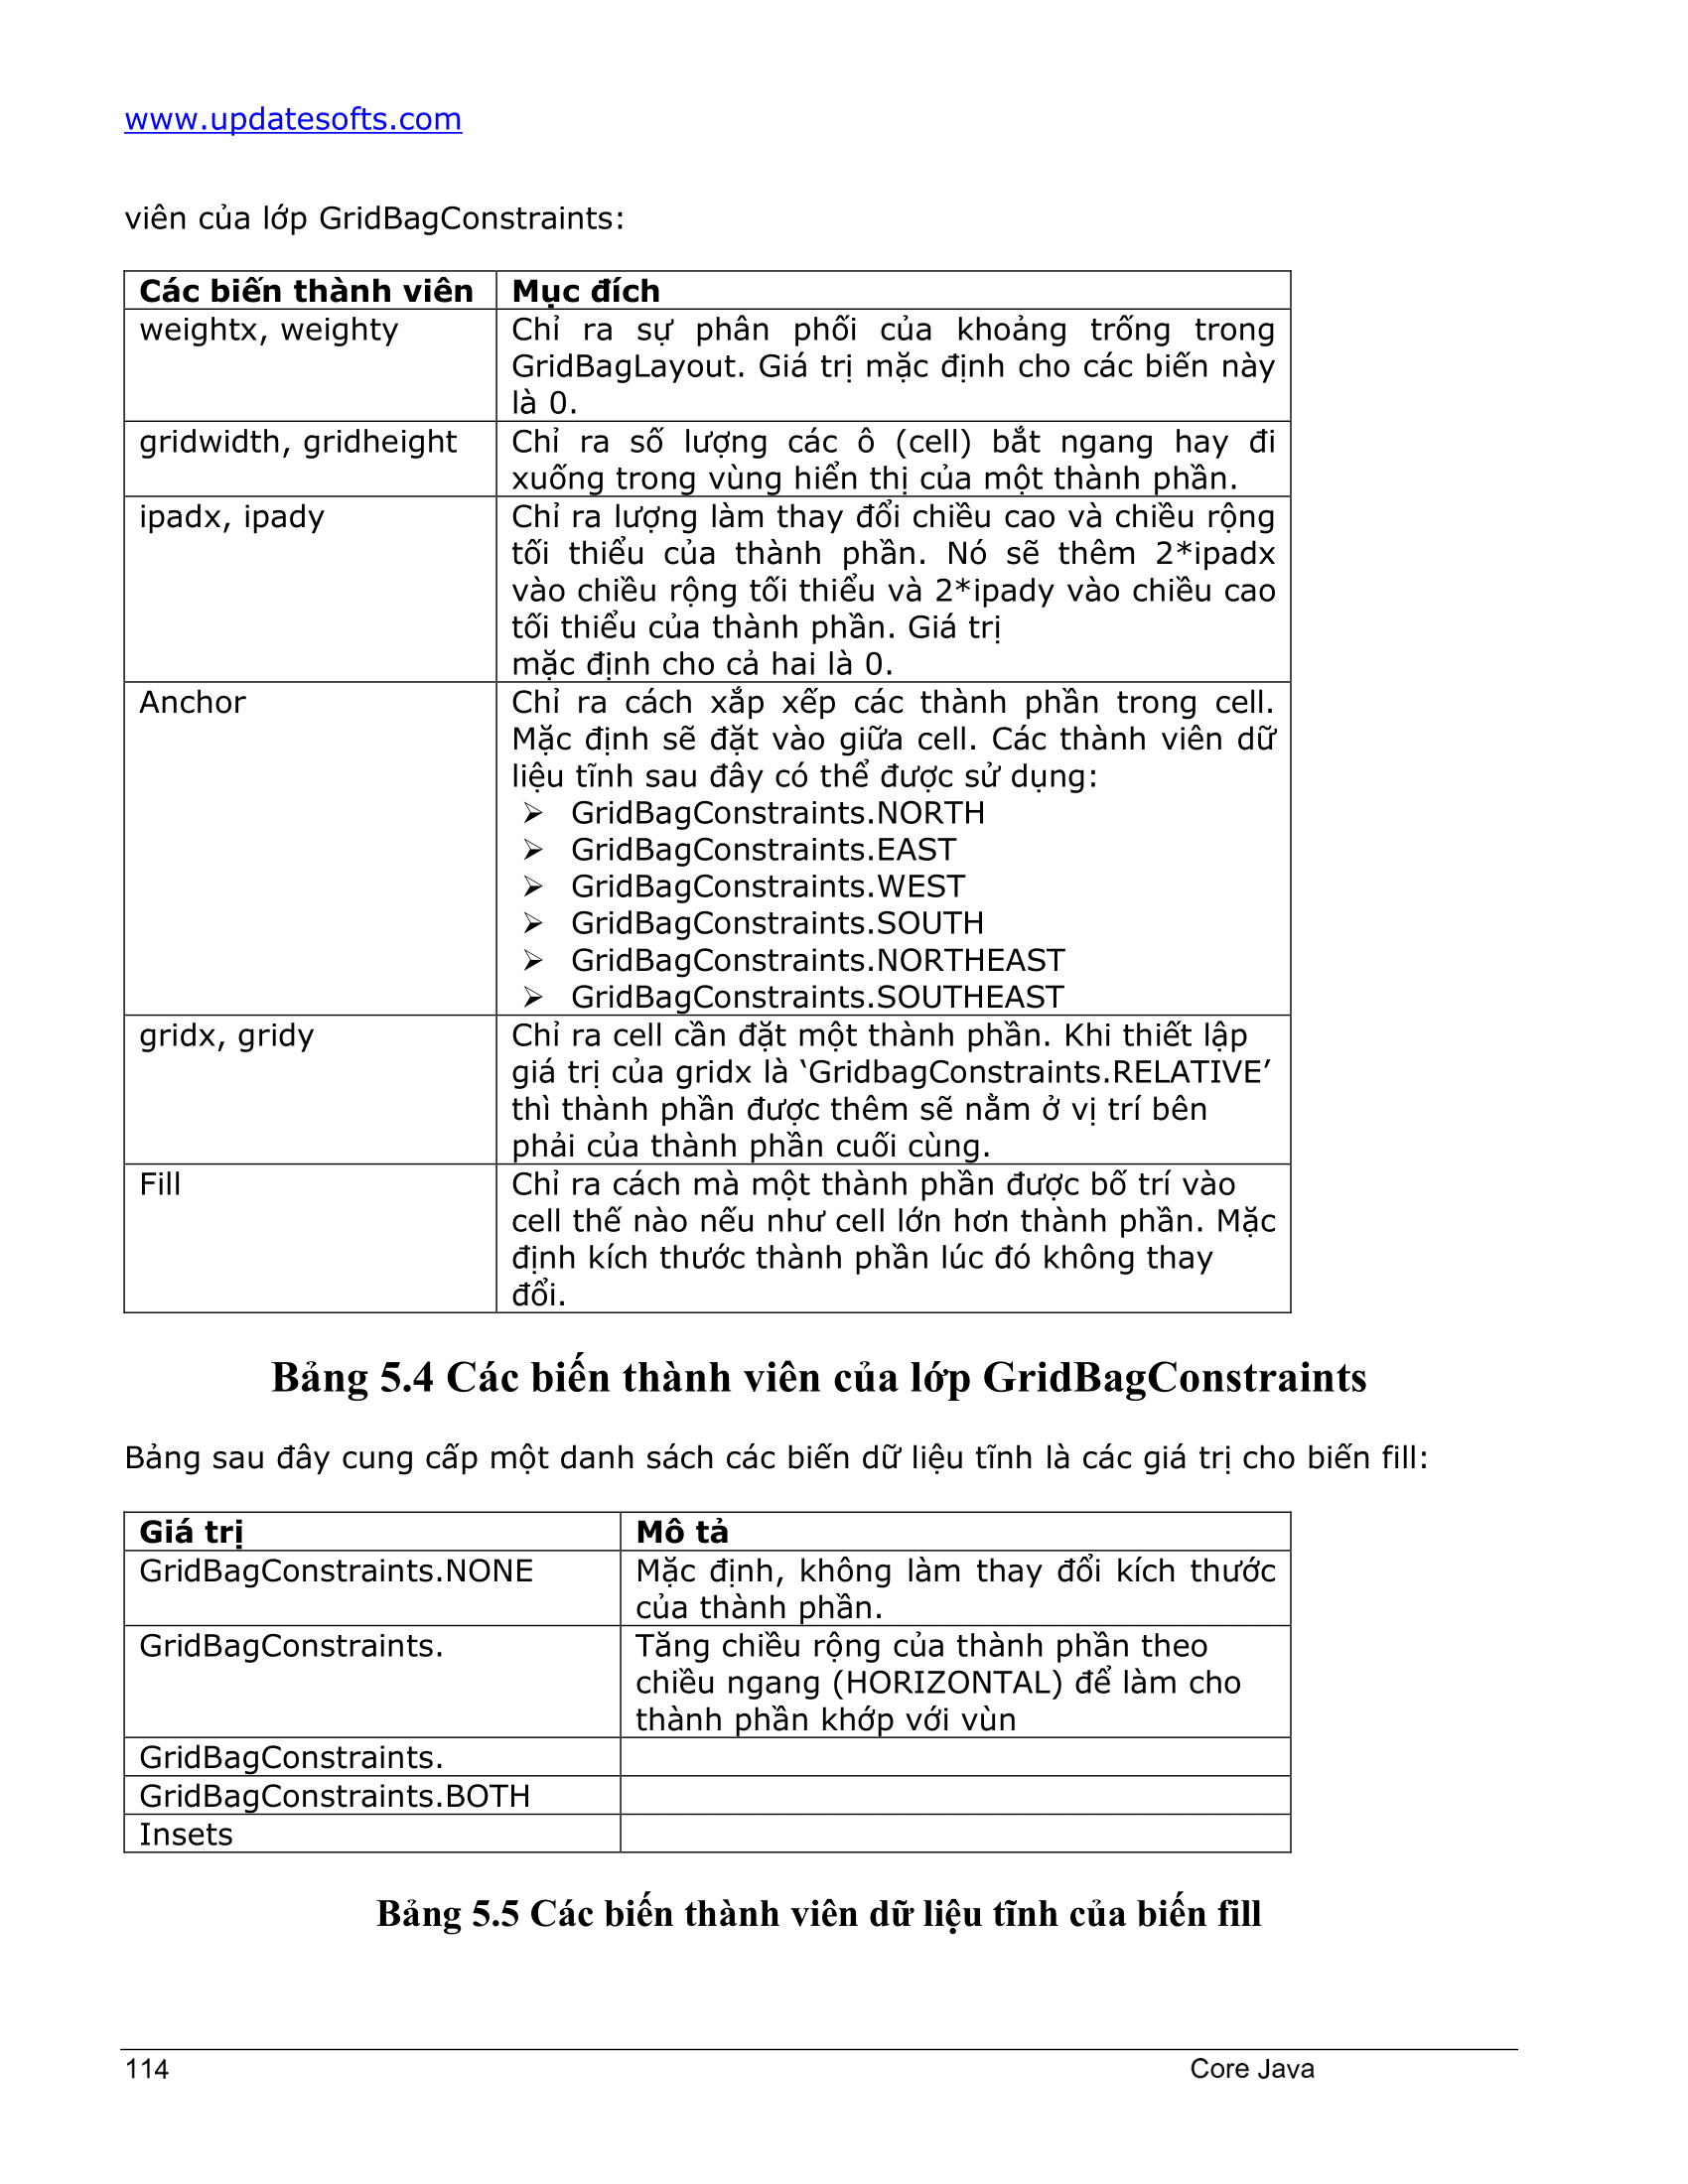 www.updatesofts.com
viên của lớp GridBagConstraints:
Các biến thành viên
Mục đích
weightx, weighty
Chỉ ra sự phân phối của khoảng trống trong
GridBagLayout. Giá trị mặc định cho các biến này
là 0.
gridwidth, gridheight
Chỉ ra số lượng các ô (cell) bắt ngang hay đi
xuống trong vùng hiển thị của một thành phần.
ipadx, ipady
Chỉ ra lượng làm thay đổi chiều cao và chiều rộng
tối thiểu của thành phần. Nó sẽ thêm 2*ipadx
vào chiều rộng tối thiểu và 2*ipady vào chiều cao
tối thiểu của thành phần. Giá trị
mặc định cho cả hai là 0.
Anchor
Chỉ ra cách xắp xếp các thành phần trong cell.
Mặc định sẽ đặt vào giữa cell. Các thành viên dữ
liệu tĩnh sau đây có thể được sử dụng:
➢ GridBagConstraints.NORTH
➢ GridBagConstraints.EAST
➢ GridBagConstraints.WEST
➢ GridBagConstraints.SOUTH
➢ GridBagConstraints.NORTHEAST
➢ GridBagConstraints.SOUTHEAST
gridx, gridy
Chỉ ra cell cần đặt một thành phần. Khi thiết lập
giá trị của gridx là ‘GridbagConstraints.RELATIVE’
thì thành phần được thêm sẽ nằm ở vị trí bên
phải của thành phần cuối cùng.
Fill
Chỉ ra cách mà một thành phần được bố trí vào
cell thế nào nếu như cell lớn hơn thành phần. Mặc
định kích thước thành phần lúc đó không thay
đổi.
Bảng 5.4 Các biến thành viên của lớp GridBagConstraints
Bảng sau đây cung cấp một danh sách các biến dữ liệu tĩnh là các giá trị cho biến fill:
Giá trị
Mô tả
GridBagConstraints.NONE
Mặc định, không làm thay đổi kích thước
của thành phần.
GridBagConstraints.
Tăng chiều rộng của thành phần theo
chiều ngang (HORIZONTAL) để làm cho
thành phần khớp với vùn
GridBagConstraints.
GridBagConstraints.BOTH
Insets
Bảng 5.5 Các biến thành viên dữ liệu tĩnh của biến fill
114
Core Java